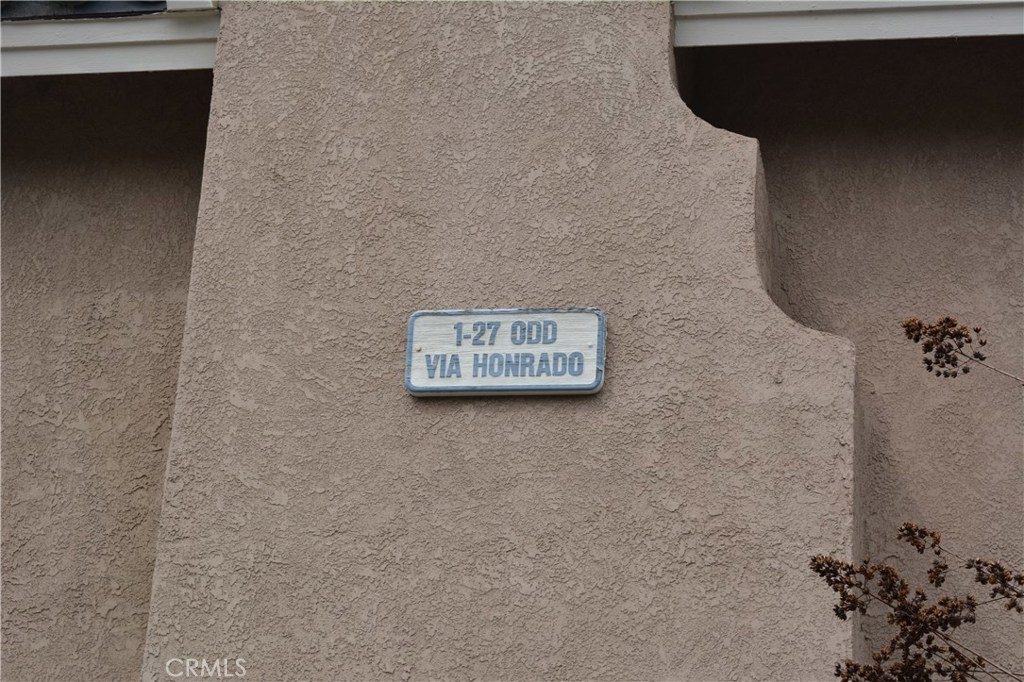 1-27 ODD
VIA HONRADO
CRMLS